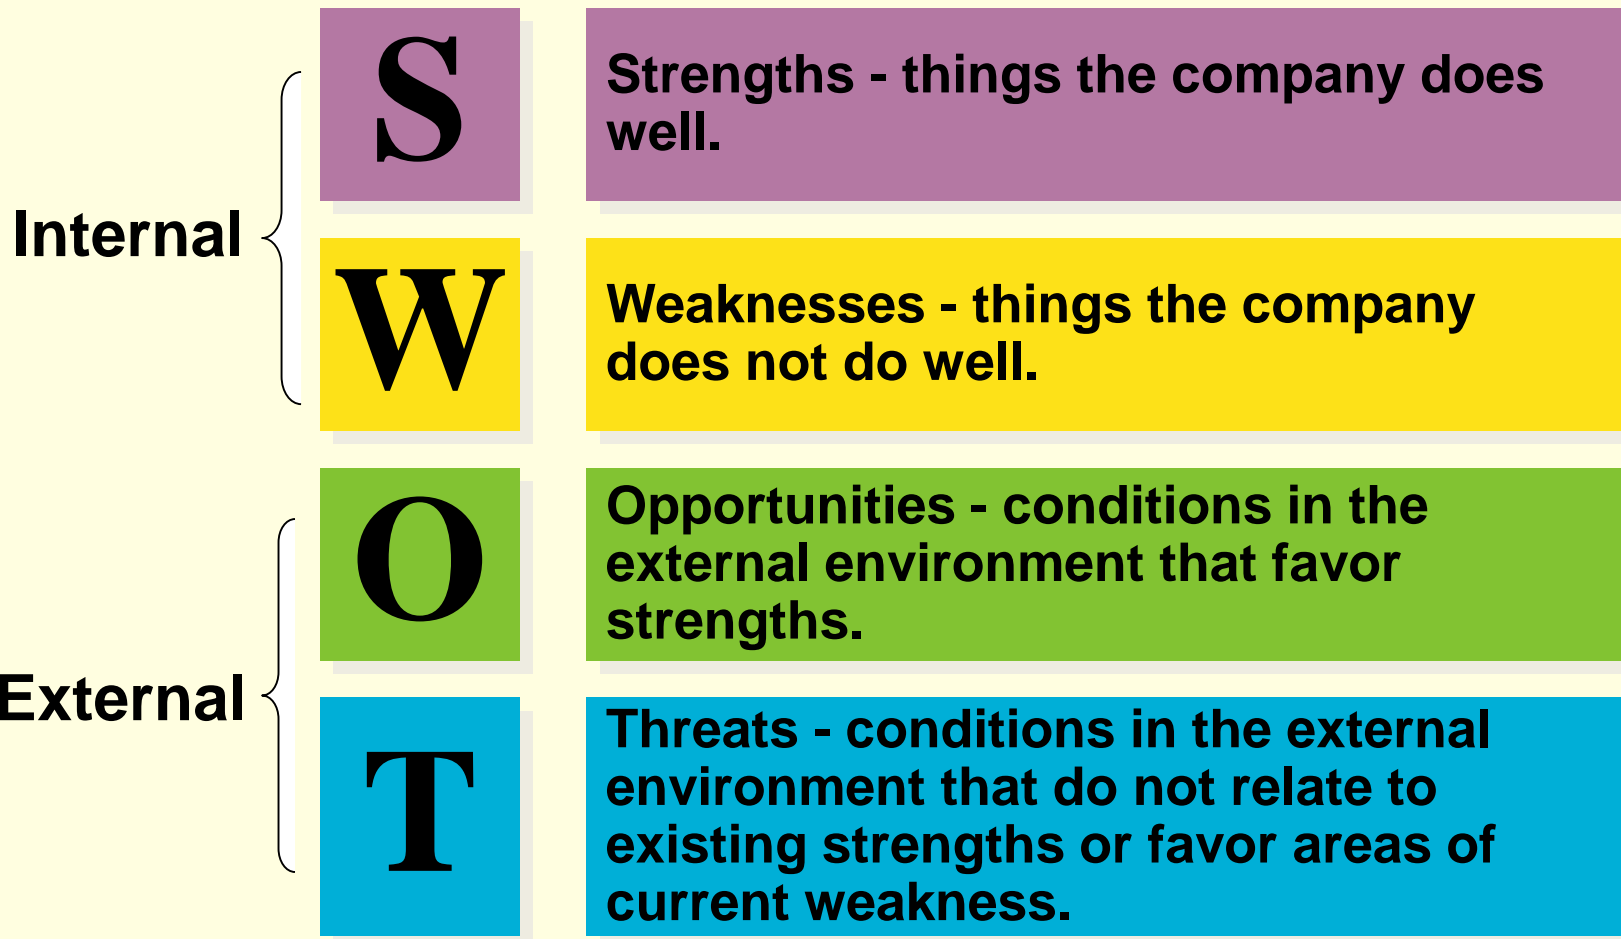 S
Strengths - things the company does
well.
Internal
W
Weaknesses - things the company
does not do well.
O
Opportunities - conditions in the
external environment that favor
strengths.
External
T
Threats - conditions in the external
environment that do not relate to
existing strengths or favor areas of
current weakness.